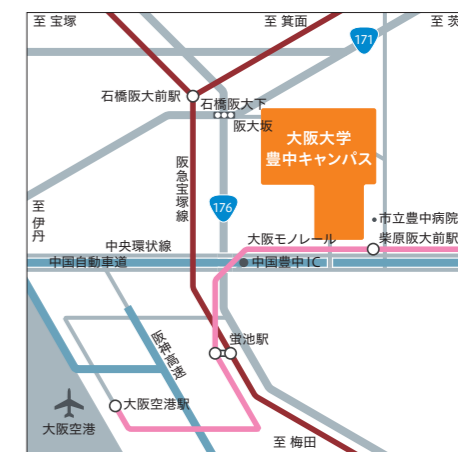 至 宝塚
至 箕面
至 茨
171
石橋阪大前駅
石橋阪大下
阪大坂
大阪大学
豊中キャンパス
阪急宝塚線
176
至 伊丹
市立豊中病院
大阪モノレール
柴原阪大前駅
中央環状線
中国自動車道
中国豊中IC
阪神高速
蛍池駅
大阪空港駅
大阪空港
至 梅田